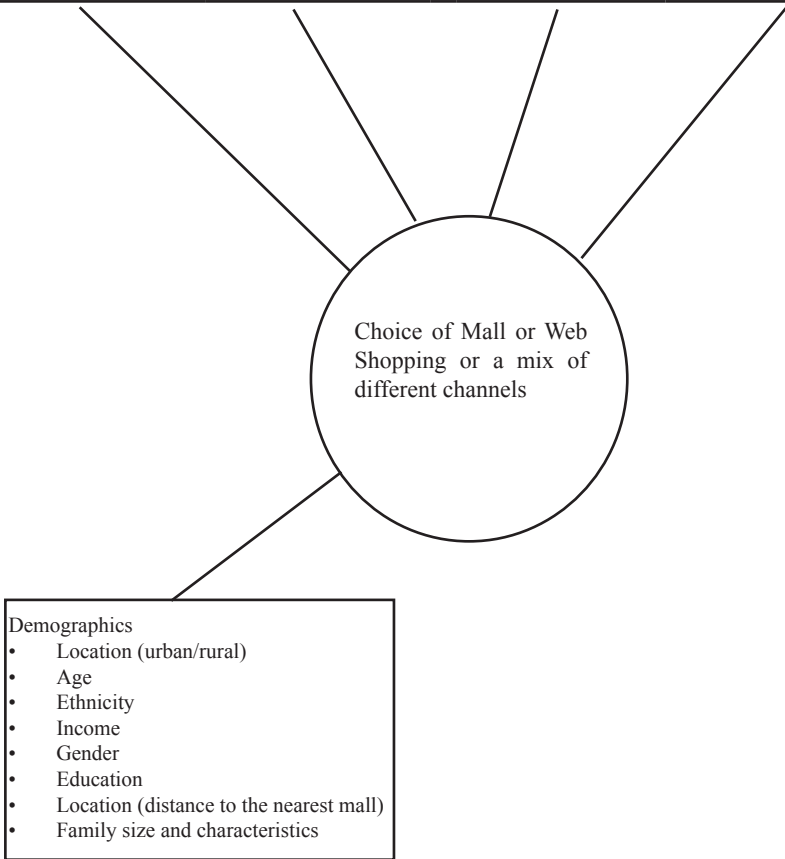 Choice of Mall or Web
Shopping or a mix of
different channels
Demographics
• Location (urban/rural)
• Age
• Ethnicity
• Income
• Gender
• Education
• Location (distance to the nearest mall)
• Family size and characteristics